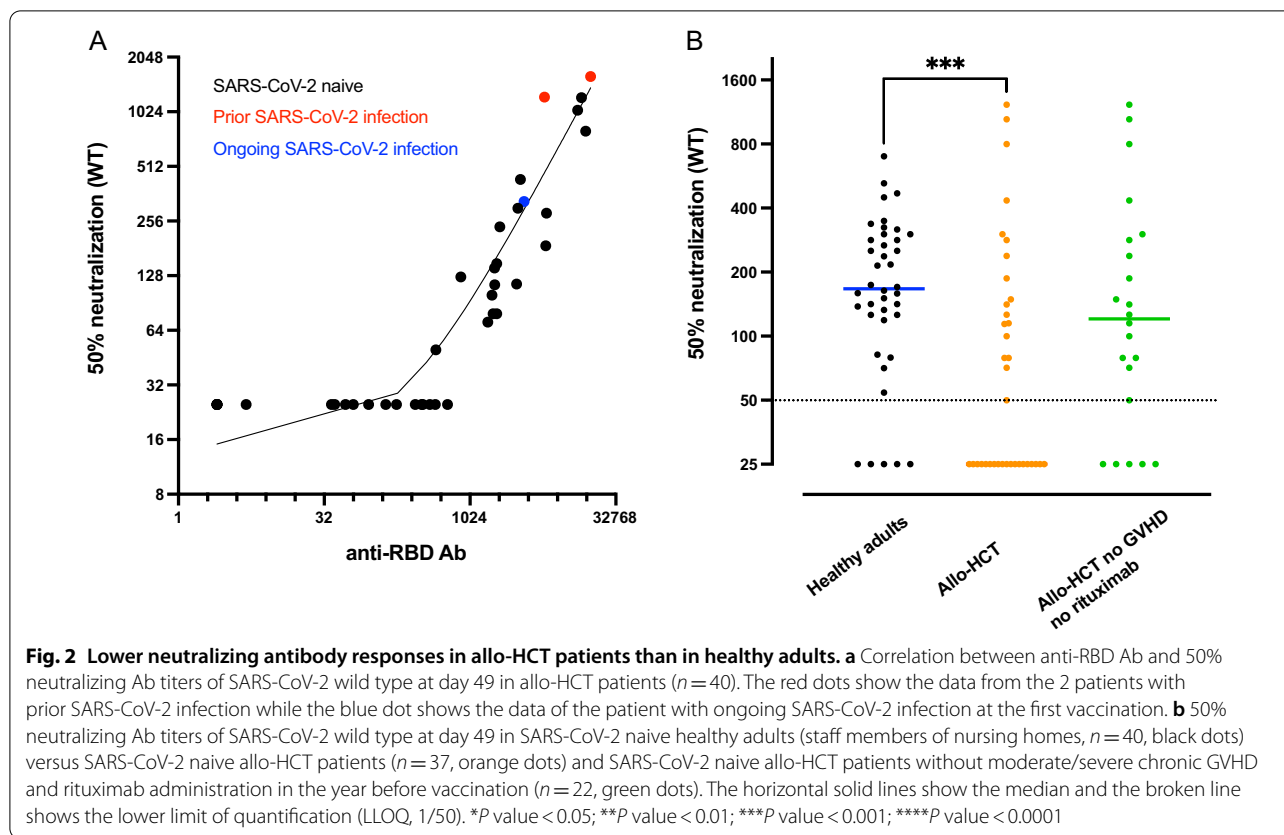 A
2048
1024
512
256
128
64
32
16
8
50% neutralization (WT)
SARS-CoV-2 naive
Prior SARS-CoV-2 infection
Ongoing SARS-CoV-2 infection
1
32
1024
32768
anti-RBD Ab
B
1600
800
400
200
100
50
25
50% neutralization (WT)
***
Healthy adults
Allo-HCT
Allo-HCT no GVHD
no rituximab
Fig. 2 Lower neutralizing antibody responses in allo-HCT patients than in healthy adults. a Correlation between anti-RBD Ab and 50%
neutralizing Ab titers of SARS-CoV-2 wild type at day 49 in allo-HCT patients (n = 40). The red dots show the data from the 2 patients with
prior SARS-CoV-2 infection while the blue dot shows the data of the patient with ongoing SARS-CoV-2 infection at the first vaccination. b 50%
neutralizing Ab titers of SARS-CoV-2 wild type at day 49 in SARS-CoV-2 naive healthy adults (staff members of nursing homes, n = 40, black dots)
versus SARS-CoV-2 naive allo-HCT patients (n = 37, orange dots) and SARS-CoV-2 naive allo-HCT patients without moderate/severe chronic GVHD
and rituximab administration in the year before vaccination (n = 22, green dots). The horizontal solid lines show the median and the broken line
shows the lower limit of quantification (LLOQ, 1/50). *P value < 0.05; **P value < 0.01; ***P value < 0.001; ****P value < 0.0001